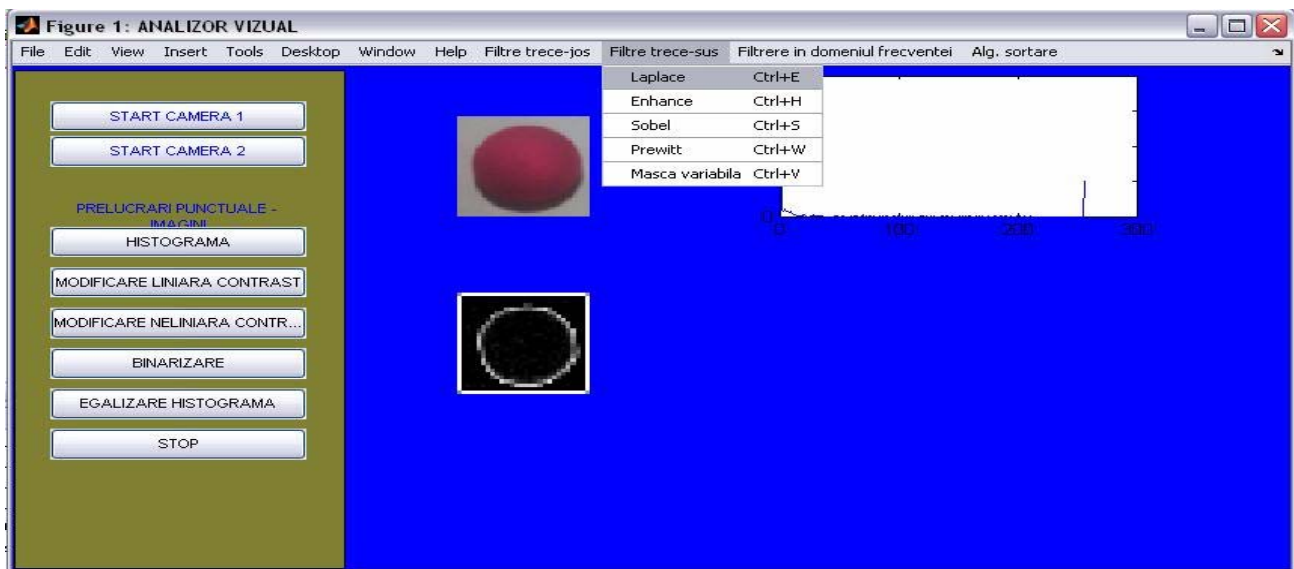 Figure 1: ANALIZOR VIZUAL
File Edit View Insert Tools Desktop Window Help Filtre trece-jos Filtre trece-sus Filtrere in domeniul frecventei Alg. sortare
Laplace Ctrl+E
Enhance Ctrl+H
Sobel Ctrl+S
Prewitt Ctrl+W
Masca variabila Ctrl+V
START CAMERA 1
START CAMERA 2
PRELUCRARI PUNCTUALE -
IMAGINI
HISTOGRAMA
MODIFICARE LINIARA CONTRAST
MODIFICARE NELINIARA CONTR...
BINARIZARE
EGALIZARE HISTOGRAMA
STOP
0
0 100 200 300